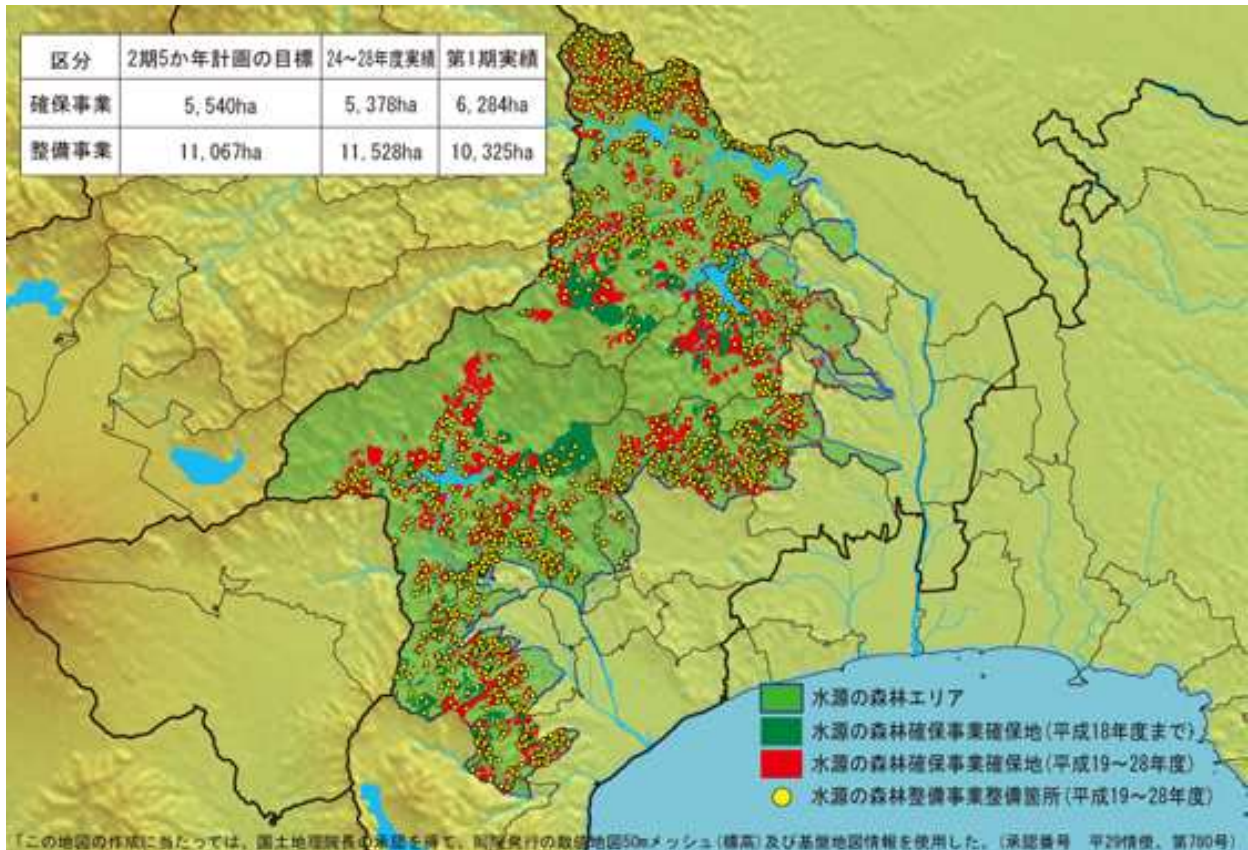 区分 2期5か年計画の目標 24～28年度実績 第1期実績
確保事業 5,540ha 5,378ha 6,284ha
整備事業 11,067ha 11,528ha 10,325ha
水源の森林エリア
水源の森林確保事業確保地(平成18年度まで)
水源の森林確保事業確保地(平成19～28年度)
水源の森林整備事業整備箇所(平成19～28年度)
「この地図の作成に当たっては、国土地理院長の承認を得て、同院発行の数値地図50mメッシュ(標高)及び基盤地図情報を使用した。(承認番号 平29情使、第780号)